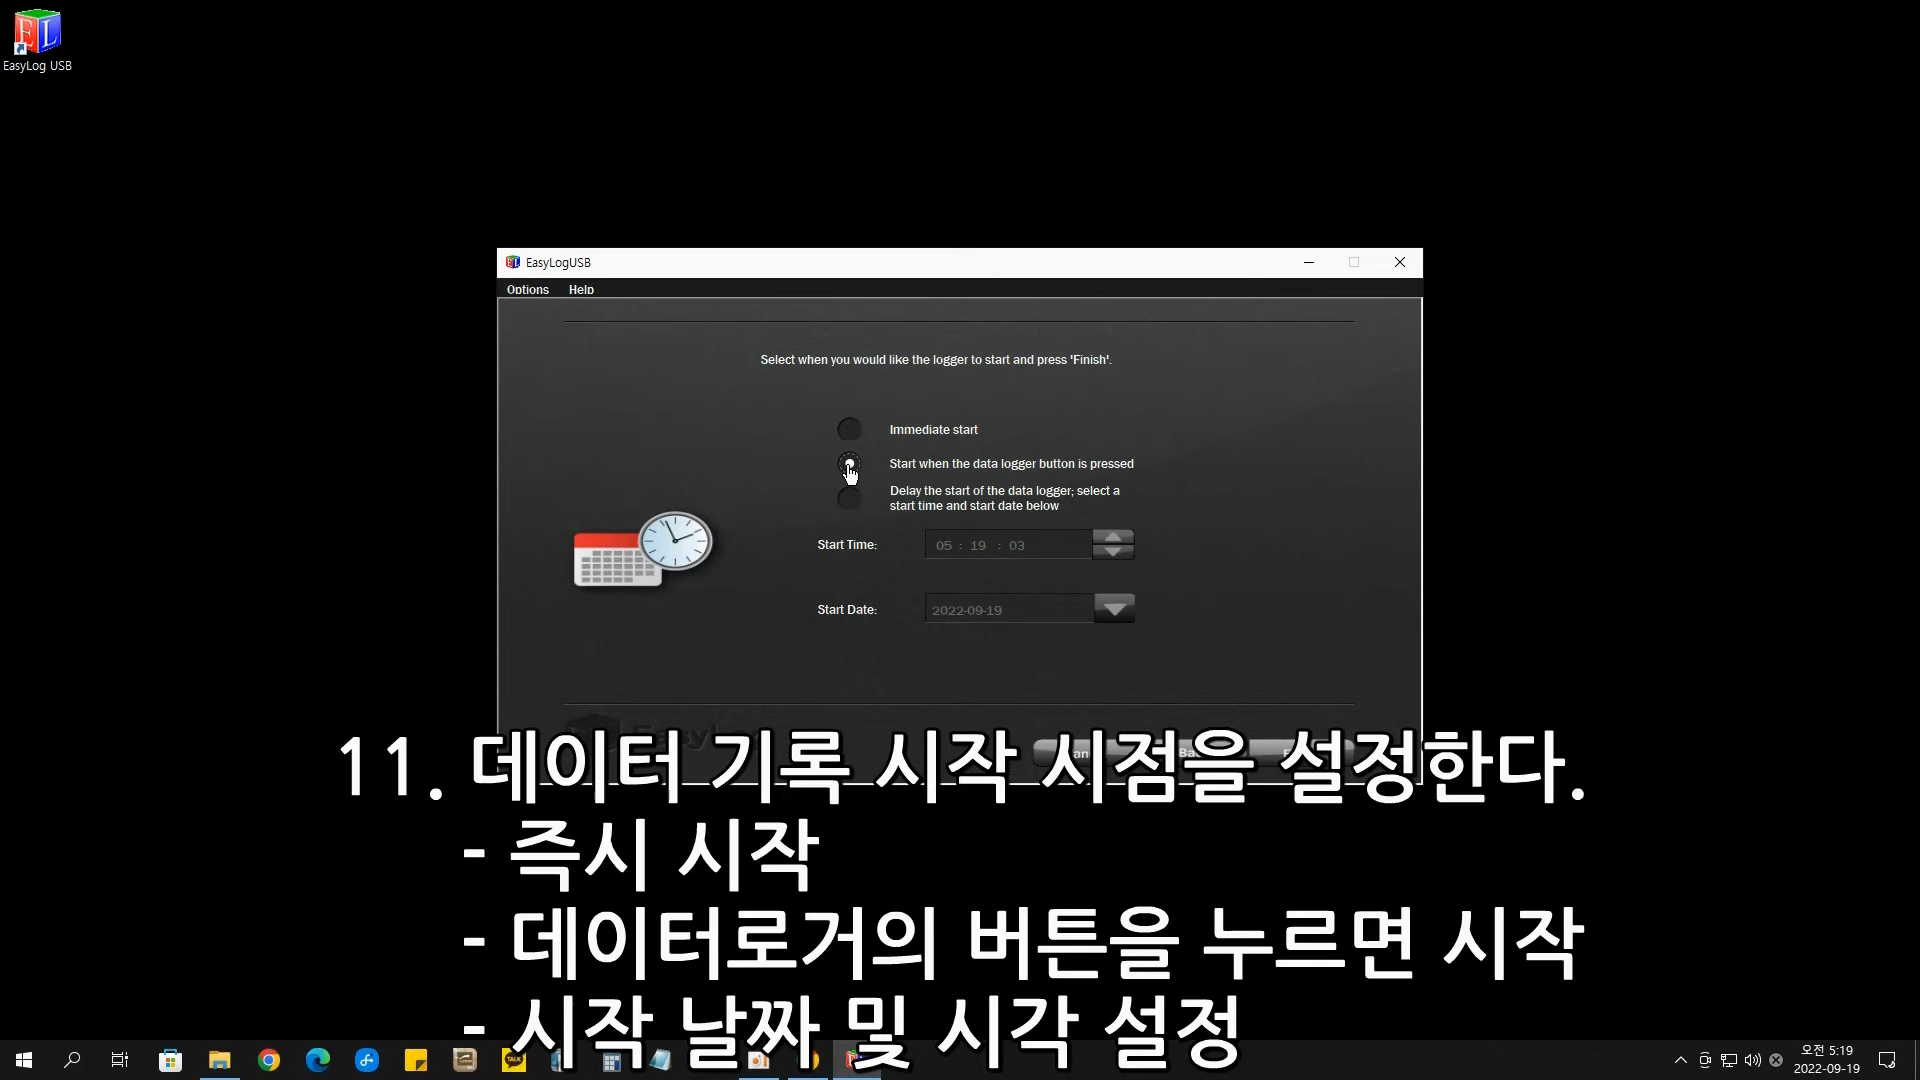 EasyLog USB
EasyLogUSB
Options Help
Select when you would like the logger to start and press 'Finish'.
Immediate start
Start when the data logger button is pressed
Delay the start of the data logger; select a
start time and start date below
Start Time: 05 : 19 : 03
Start Date: 2022-09-19
11. 데이터 기록 시작 시점을 설정한다.
- 즉시 시작
- 데이터로거의 버튼을 누르면 시작
- 시작 날짜 및 시각 설정
TALK
오전 5:19
2022-09-19